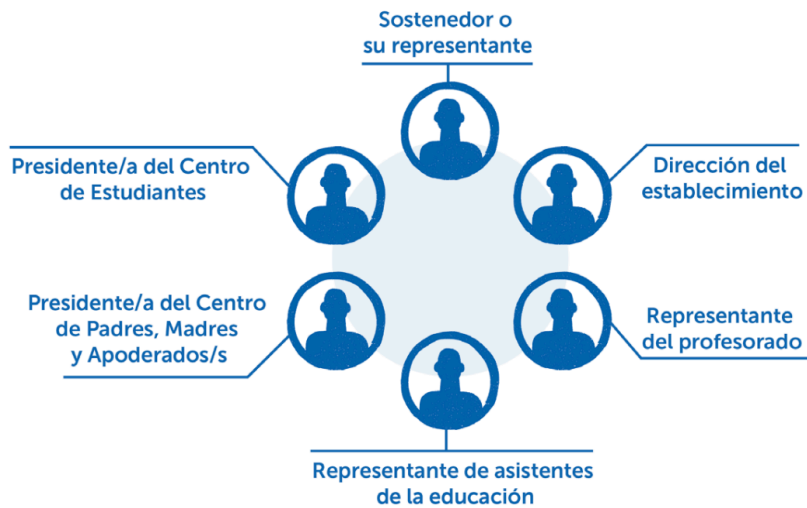 Sostenedor o
su representante
Presidente/a del Centro
de Estudiantes
Dirección del
establecimiento
Presidente/a del Centro
de Padres, Madres
y Apoderados/s
Representante
del profesorado
Representante de asistentes
de la educación